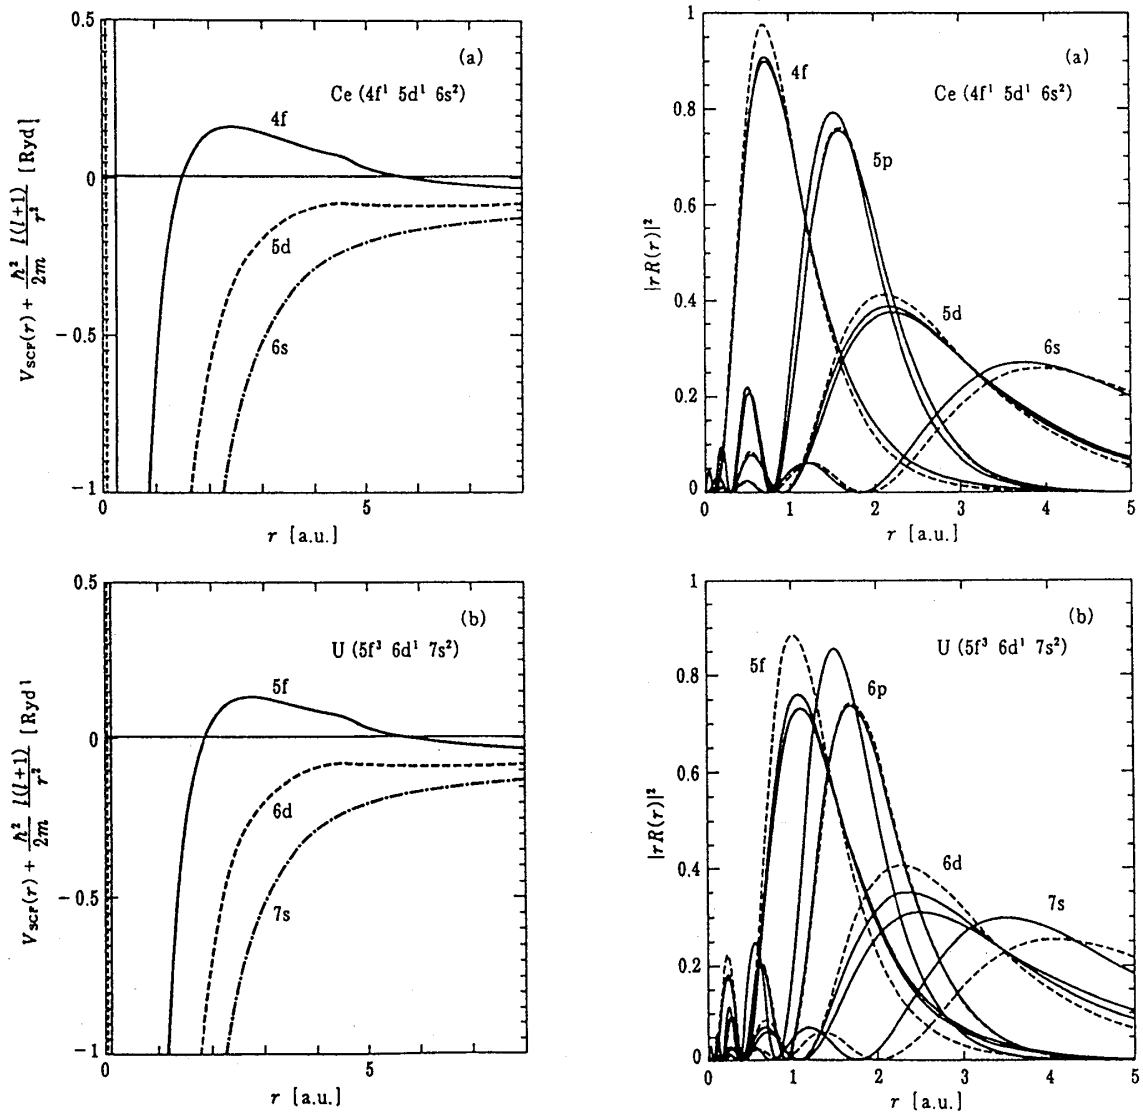 0.5
(a)
Ce (4f¹ 5d¹ 6s²)
4f
0
5d
6s
−0.5
−1
0
5
r [a.u.]
V_SCF(r) + ℏ²/2m l(l+1)/r² [Ryd]
1
(a)
Ce (4f¹ 5d¹ 6s²)
4f
0.8
5p
0.6
0.4
5d
6s
0.2
0
0 1 2 3 4 5
r [a.u.]
|rR(r)|²
0.5
(b)
U (5f³ 6d¹ 7s²)
5f
0
6d
7s
−0.5
−1
0
5
r [a.u.]
V_SCF(r) + ℏ²/2m l(l+1)/r² [Ryd]
1
(b)
U (5f³ 6d¹ 7s²)
5f
6p
0.8
0.6
0.4
6d
7s
0.2
0
0 1 2 3 4 5
r [a.u.]
|rR(r)|²